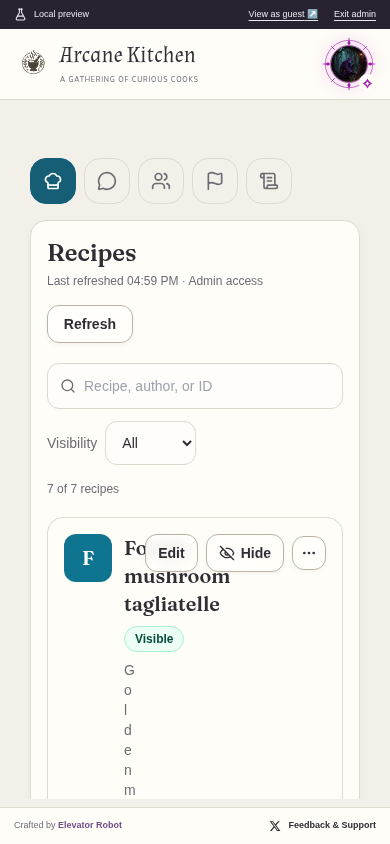 Local preview
View as guest ↗
Exit admin
Arcane Kitchen
A GATHERING OF CURIOUS COOKS
Recipes
Last refreshed 04:59 PM · Admin access
Refresh
Recipe, author, or ID
Visibility
All
7 of 7 recipes
F
Fo
Edit
Hide
mushroom
tagliatelle
Visible
G
o
l
d
e
n
m
Crafted by Elevator Robot
Feedback & Support